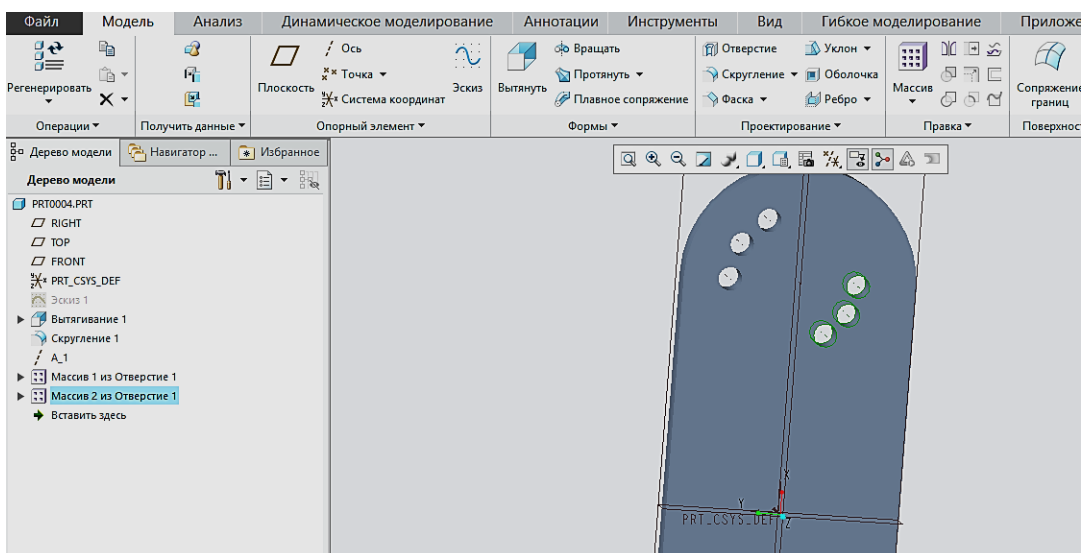 Файл Модель Анализ Динамическое моделирование Аннотации Инструменты Вид Гибкое моделирование Приложе
Регенерировать
Плоскость
Ось
Точка
Система координат
Эскиз
Вытянуть
Вращать
Протянуть
Плавное сопряжение
Отверстие
Скругление
Фаска
Уклон
Оболочка
Ребро
Массив
Сопряжение
границ
Операции Получить данные Опорный элемент Формы Проектирование Правка Поверхнос
Дерево модели Навигатор ... Избранное
Дерево модели
PRT0004.PRT
RIGHT
TOP
FRONT
PRT_CSYS_DEF
Эскиз 1
Вытягивание 1
Скругление 1
A_1
Массив 1 из Отверстие 1
Массив 2 из Отверстие 1
Вставить здесь
X
Y
PRT_CSYS_DEF
Z